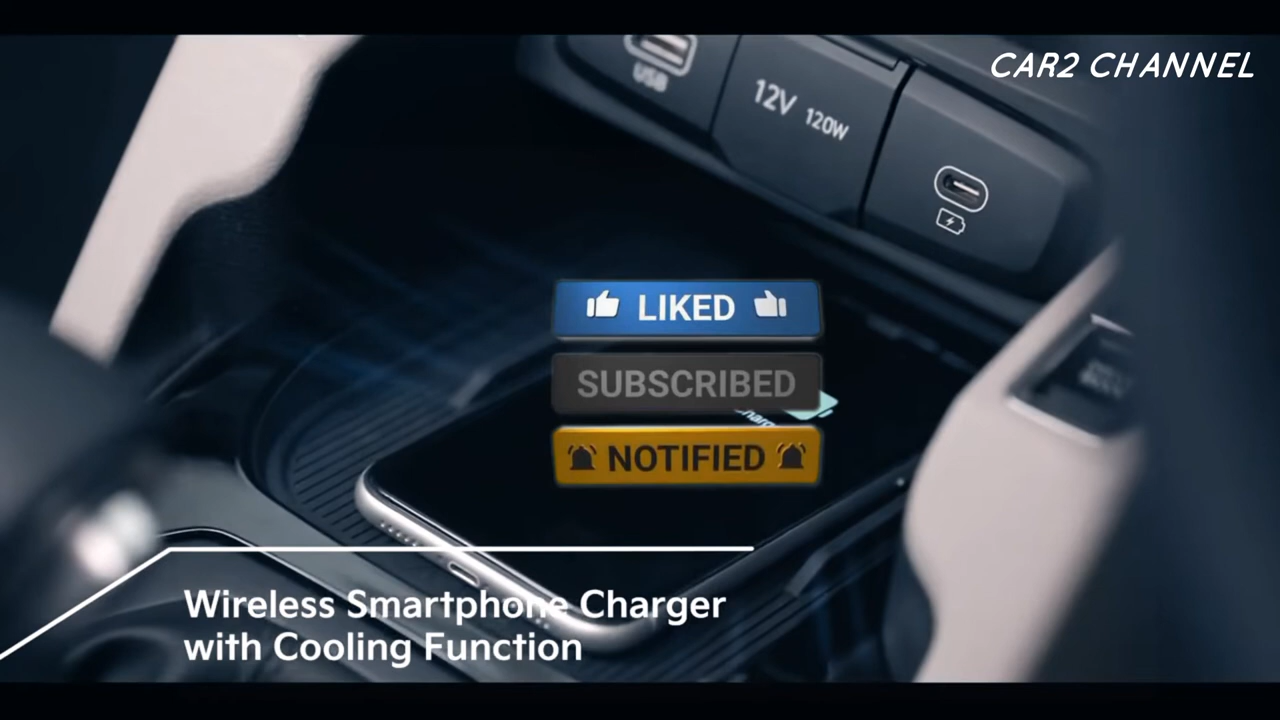 CAR2 CHANNEL
USB
12V 120W
LIKED
SUBSCRIBED
NOTIFIED
Wireless Smartphone Charger
with Cooling Function